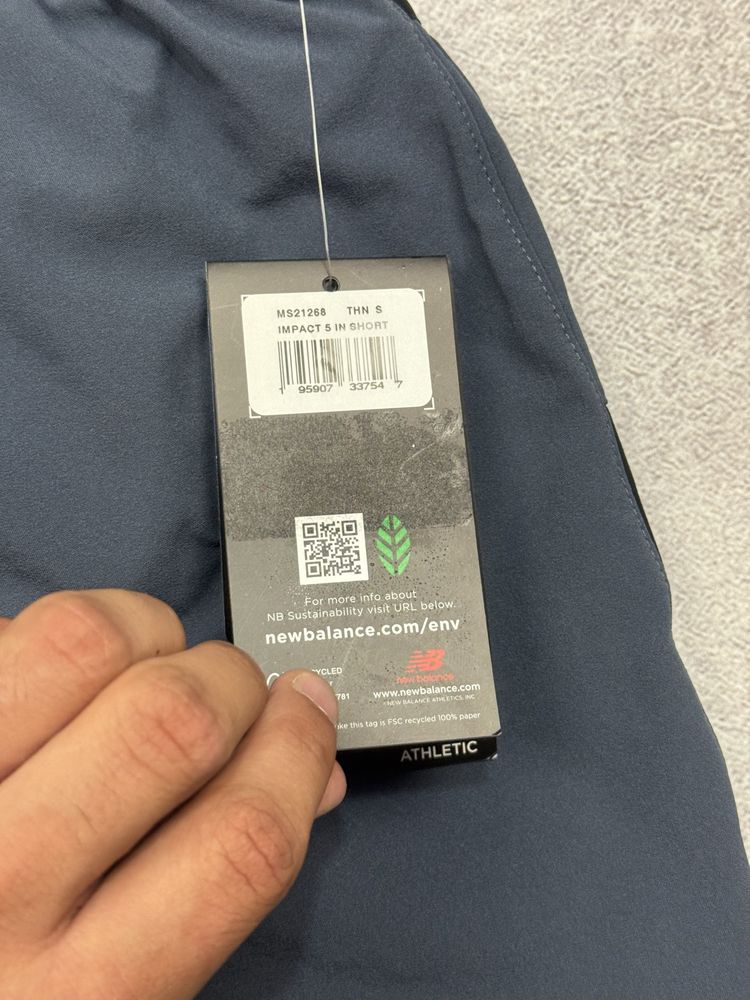 MS21268 THN S
IMPACT 5 IN SHORT
1 95907 33754 7
For more info about
NB Sustainability visit URL below.
newbalance.com/env
NB
new balance
www.newbalance.com
©NEW BALANCE ATHLETICS, INC
this tag is FSC recycled 100% paper
ATHLETIC